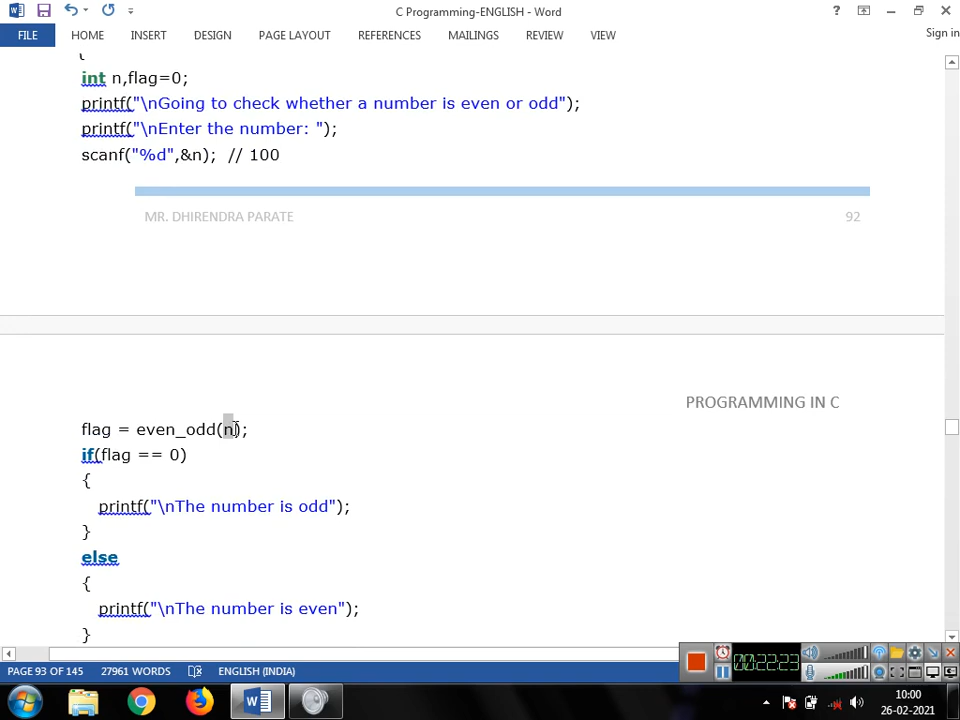 C Programming-ENGLISH - Word
?
FILE HOME INSERT DESIGN PAGE LAYOUT REFERENCES MAILINGS REVIEW VIEW Sign in
{
int n,flag=0;
printf("\nGoing to check whether a number is even or odd");
printf("\nEnter the number: ");
scanf("%d",&n); // 100
MR. DHIRENDRA PARATE 92
PROGRAMMING IN C
flag = even_odd(n);
if(flag == 0)
{
printf("\nThe number is odd");
}
else
{
printf("\nThe number is even");
}
PAGE 93 OF 145 27961 WORDS ENGLISH (INDIA)
00:22:23
10:00
26-02-2021